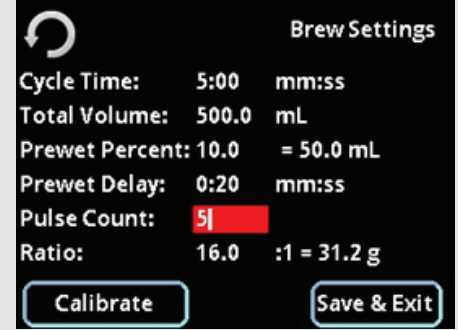 Brew Settings
Cycle Time: 5:00 mm:ss
Total Volume: 500.0 mL
Prewet Percent: 10.0 = 50.0 mL
Prewet Delay: 0:20 mm:ss
Pulse Count: 5
Ratio: 16.0 :1 = 31.2 g
Calibrate Save & Exit